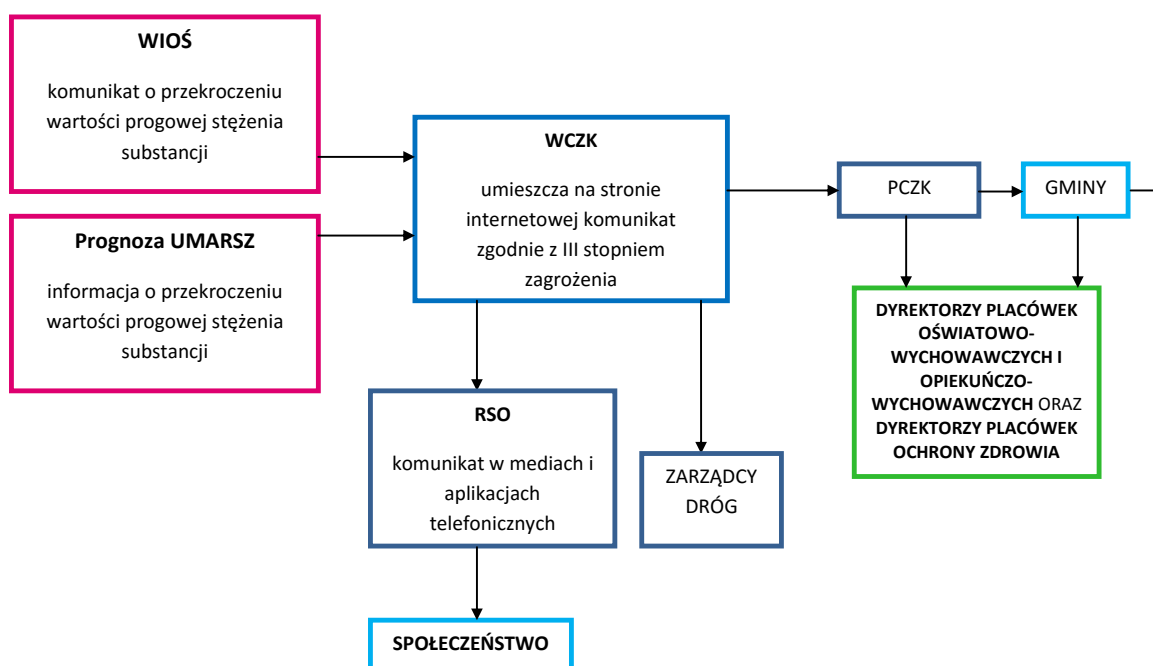 WIOŚ
komunikat o przekroczeniu
wartości progowej stężenia
substancji
Prognoza UMARSZ
informacja o przekroczeniu
wartości progowej stężenia
substancji
WCZK
umieszcza na stronie
internetowej komunikat
zgodnie z III stopniem
zagrożenia
PCZK
GMINY
DYREKTORZY PLACÓWEK
OŚWIATOWO-
WYCHOWAWCZYCH I
OPIEKUŃCZO-
WYCHOWAWCZYCH ORAZ
DYREKTORZY PLACÓWEK
OCHRONY ZDROWIA
RSO
komunikat w mediach i
aplikacjach
telefonicznych
ZARZĄDCY
DRÓG
SPOŁECZEŃSTWO